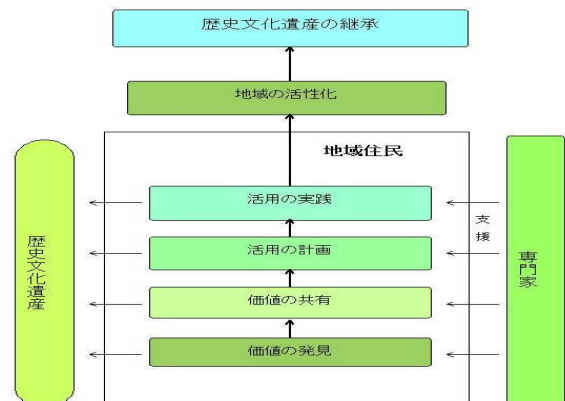 歴史文化遺産の継承
地域の活性化
地域住民
活用の実践
支援
活用の計画
歴史文化遺産
専門家
価値の共有
価値の発見